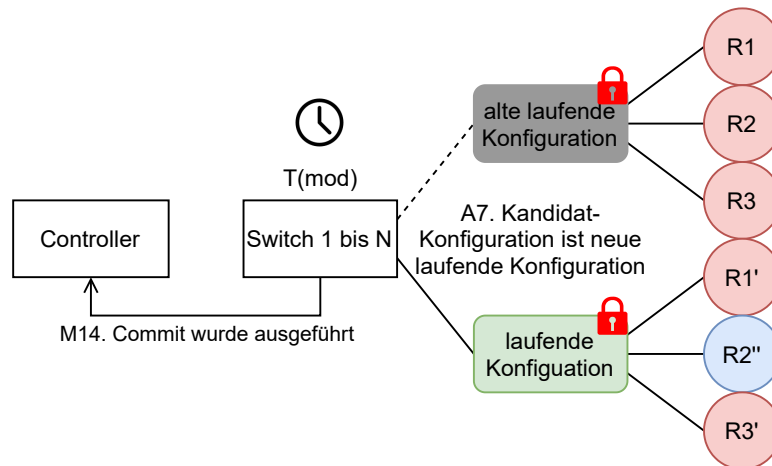 R1
alte laufende
Konfiguration
R2
T(mod)
R3
Controller
Switch 1 bis N
A7. Kandidat-
Konfiguration ist neue
laufende Konfiguration
R1'
M14. Commit wurde ausgeführt
laufende
Konfiguation
R2''
R3'